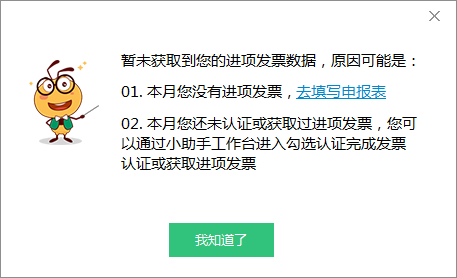 暂未获取到您的进项发票数据，原因可能是：
01. 本月您没有进项发票，去填写申报表
02. 本月您还未认证或获取过进项发票，您可
以通过小助手工作台进入勾选认证完成发票
认证或获取进项发票
我知道了